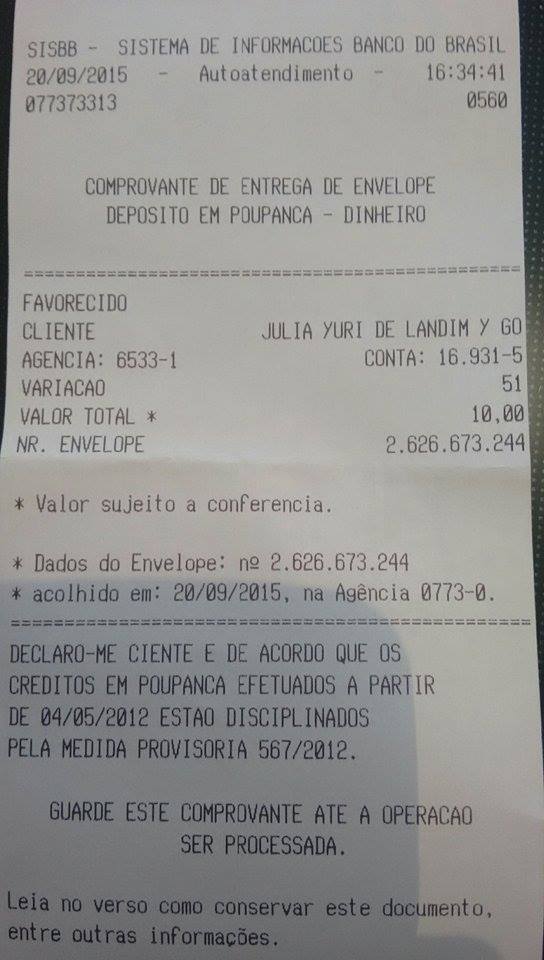 SISBB - SISTEMA DE INFORMACOES BANCO DO BRASIL
20/09/2015 - Autoatendimento - 16:34:41
077373313 0560
COMPROVANTE DE ENTREGA DE ENVELOPE
DEPOSITO EM POUPANCA - DINHEIRO
================================================
FAVORECIDO
CLIENTE JULIA YURI DE LANDIM Y GO
AGENCIA: 6533-1 CONTA: 16.931-5
VARIACAO 51
VALOR TOTAL * 10,00
NR. ENVELOPE 2.626.673.244
* Valor sujeito a conferencia.
* Dados do Envelope: nº 2.626.673.244
* acolhido em: 20/09/2015, na Agência 0773-0.
================================================
DECLARO-ME CIENTE E DE ACORDO QUE OS
CREDITOS EM POUPANCA EFETUADOS A PARTIR
DE 04/05/2012 ESTAO DISCIPLINADOS
PELA MEDIDA PROVISORIA 567/2012.
GUARDE ESTE COMPROVANTE ATE A OPERACAO
SER PROCESSADA.
Leia no verso como conservar este documento,
entre outras informações.